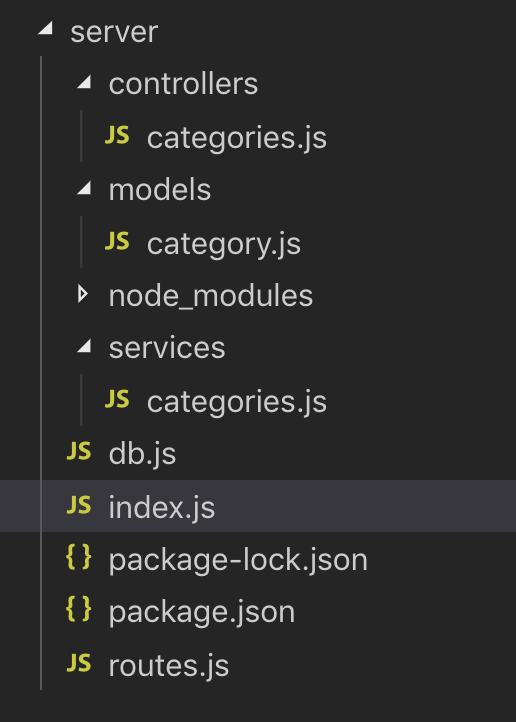 server
controllers
JS categories.js
models
JS category.js
node_modules
services
JS categories.js
JS db.js
JS index.js
{} package-lock.json
{} package.json
JS routes.js